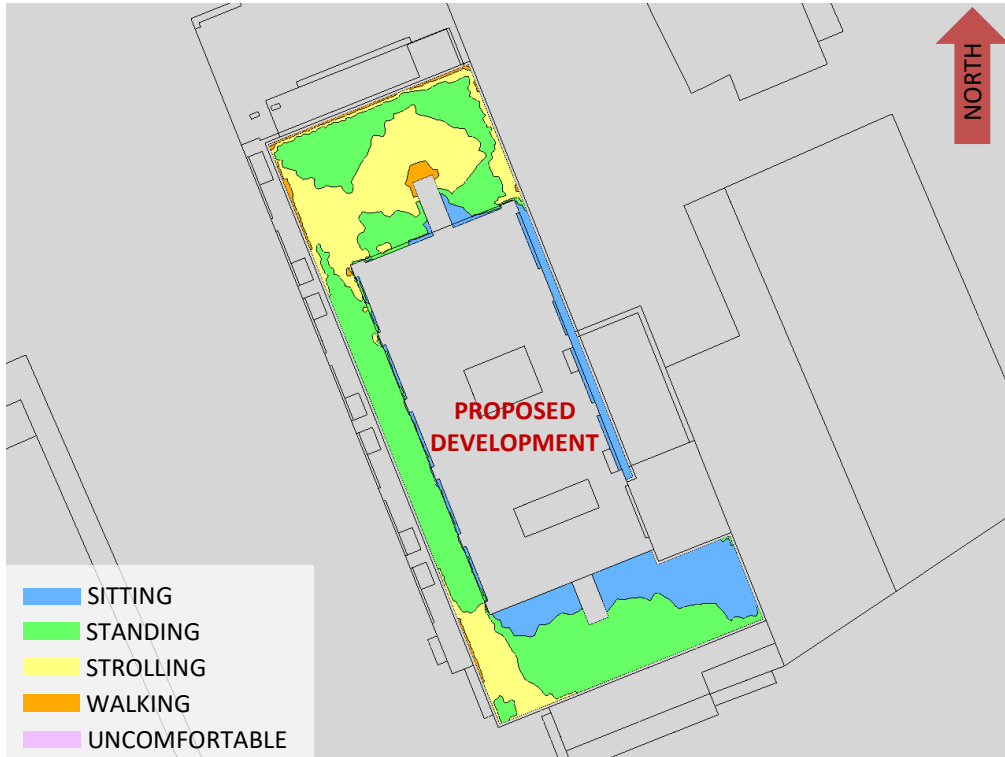 NORTH
PROPOSED
DEVELOPMENT
SITTING
STANDING
STROLLING
WALKING
UNCOMFORTABLE